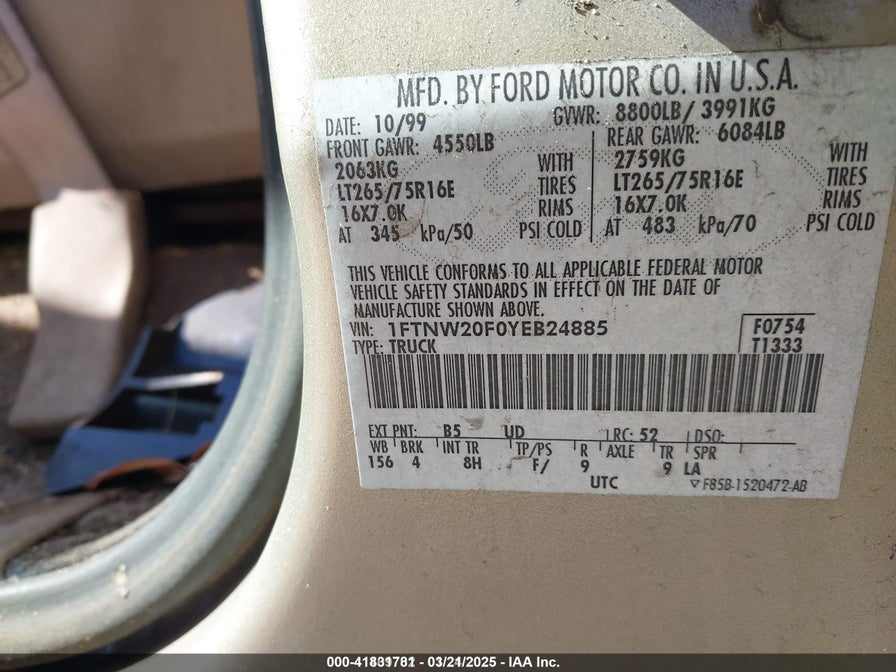 MFD. BY FORD MOTOR CO. IN U.S.A.
DATE: 10/99 GVWR: 8800LB/ 3991KG
FRONT GAWR: 4550LB REAR GAWR: 6084LB
2063KG WITH 2759KG WITH
LT265/75R16E TIRES LT265/75R16E TIRES
16X7.0K RIMS 16X7.0K RIMS
AT 345 kPa/50 PSI COLD AT 483 kPa/70 PSI COLD
THIS VEHICLE CONFORMS TO ALL APPLICABLE FEDERAL MOTOR
VEHICLE SAFETY STANDARDS IN EFFECT ON THE DATE OF
MANUFACTURE SHOWN ABOVE.
VIN: 1FTNW20F0YEB24885 F0754
TYPE: TRUCK T1333
EXT PNT: B5 UD RC: 52 DSO:
WB BRK INT TR TP/PS R AXLE TR SPR
156 4 8H F/ 9 9 LA
UTC F85B-1520472-AB
000-41831781 - 03/21/2025 - IAA Inc.